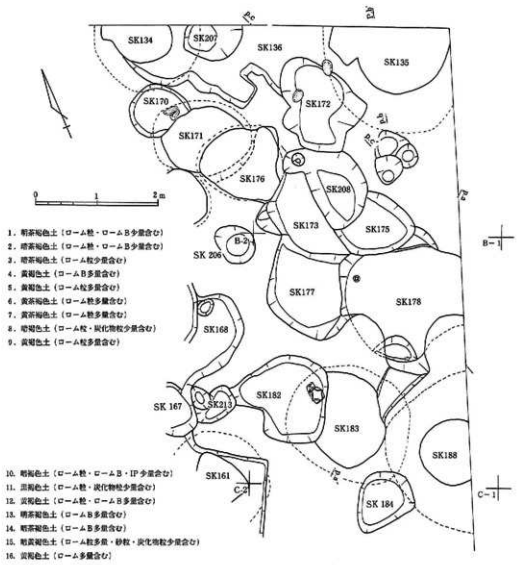 SK134
SK207
SK136
SK135
SK170
SK172
SK171
SK176
SK208
SK173
SK175
SK 206
B-2
B-1
SK177
SK178
SK168
SK 167
SK213
SK182
SK183
SK188
SK161
C-2
SK 184
C-1
0 1 2 m
1. 明茶褐色土（ローム粒・ロームB少量含む）
2. 暗茶褐色土（ローム粒・ロームB少量含む）
3. 暗茶褐色土（ローム粒少量含む）
4. 黄褐色土（ロームB多量含む）
5. 黄褐色土（ローム粒多量含む）
6. 黄茶褐色土（ローム粒多量含む）
7. 黄茶褐色土（ローム粒多量含む）
8. 暗褐色土（ローム粒・炭化物粒少量含む）
9. 黄褐色土（ローム粒多量含む）
10. 暗褐色土（ローム粒・ロームB・IP少量含む）
11. 黒褐色土（ローム粒・炭化物粒少量含む）
12. 黄褐色土（ローム粒・ロームB多量含む）
13. 明茶褐色土（ロームB多量含む）
14. 暗茶褐色土（ロームB多量含む）
15. 暗黄褐色土（ローム粒多量・砂粒・炭化物粒少量含む）
16. 黄褐色土（ローム多量含む）